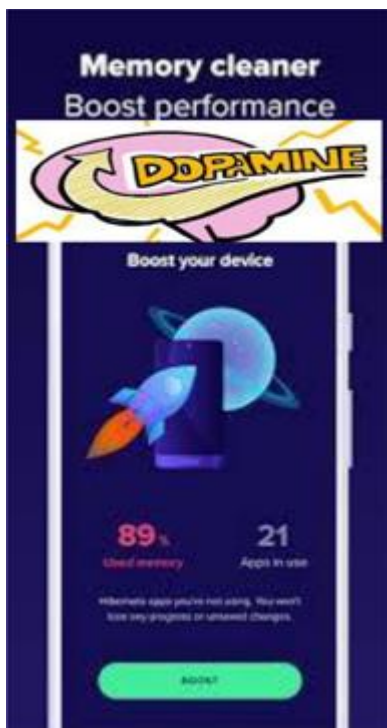 Memory cleaner
Boost performance
DOPAMINE
Boost your device
89%
21
Used memory
Apps in use
Hibernate apps you're not using. You won't
lose any progress or unsaved changes.
BOOST